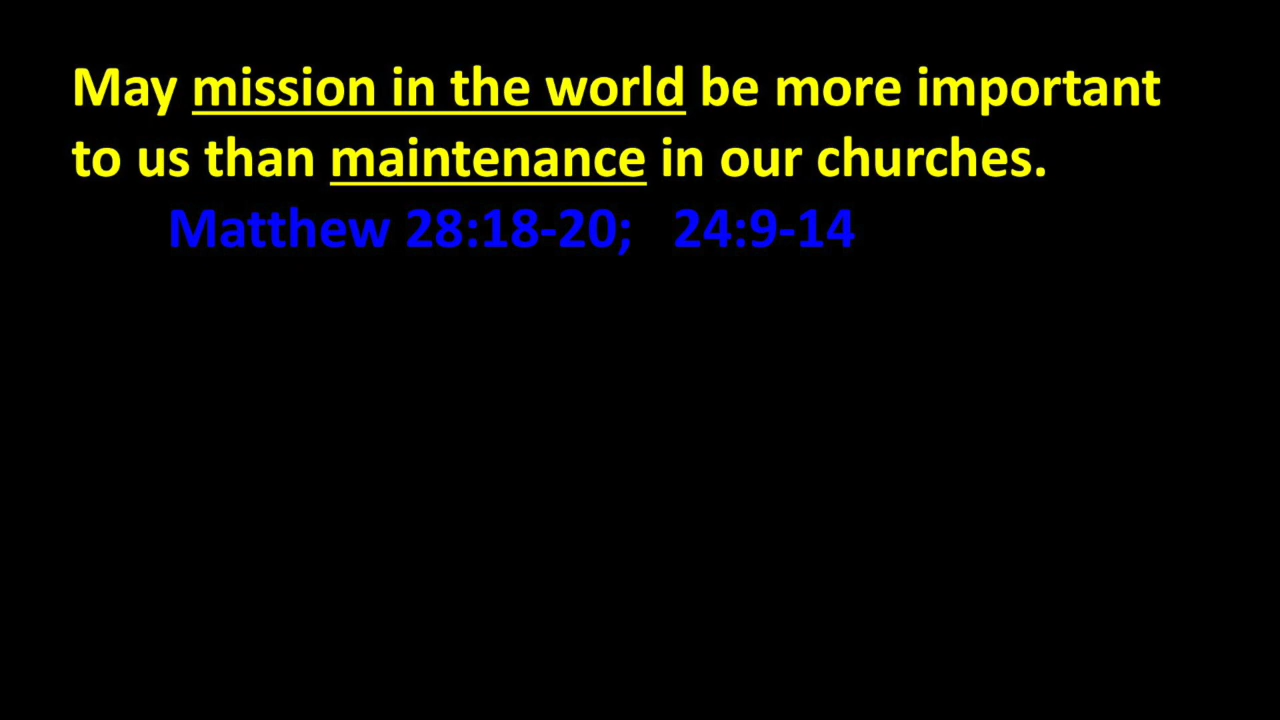 May mission in the world be more important
to us than maintenance in our churches.
Matthew 28:18-20;   24:9-14